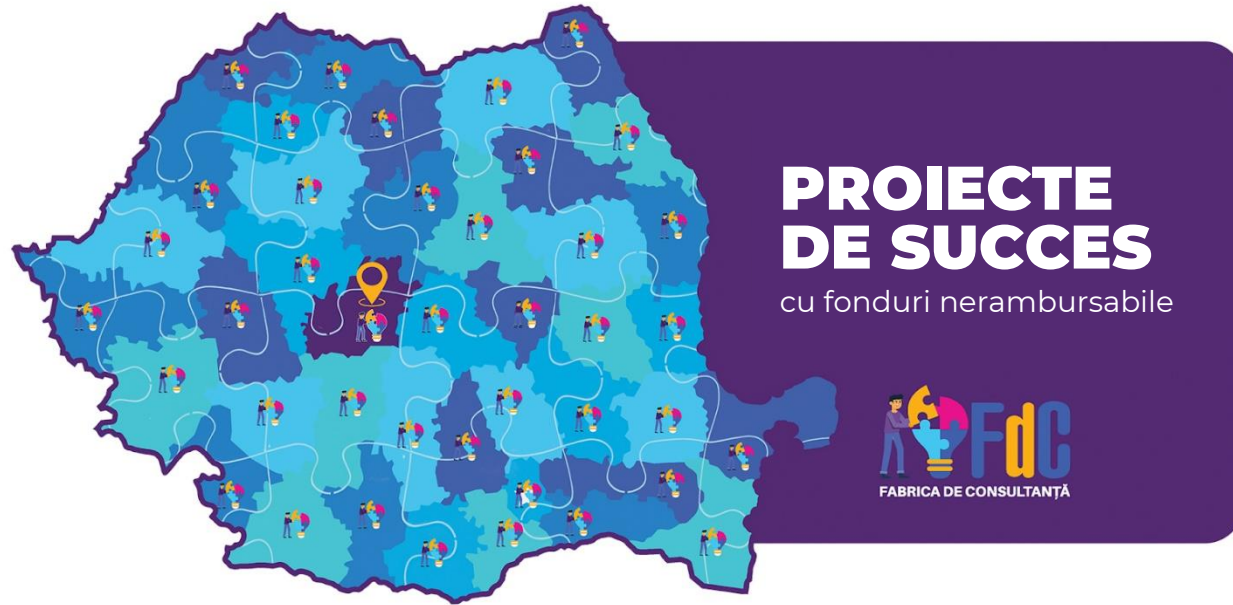 PROIECTE
DE SUCCES
cu fonduri nerambursabile
FdC
FABRICA DE CONSULTANȚĂ